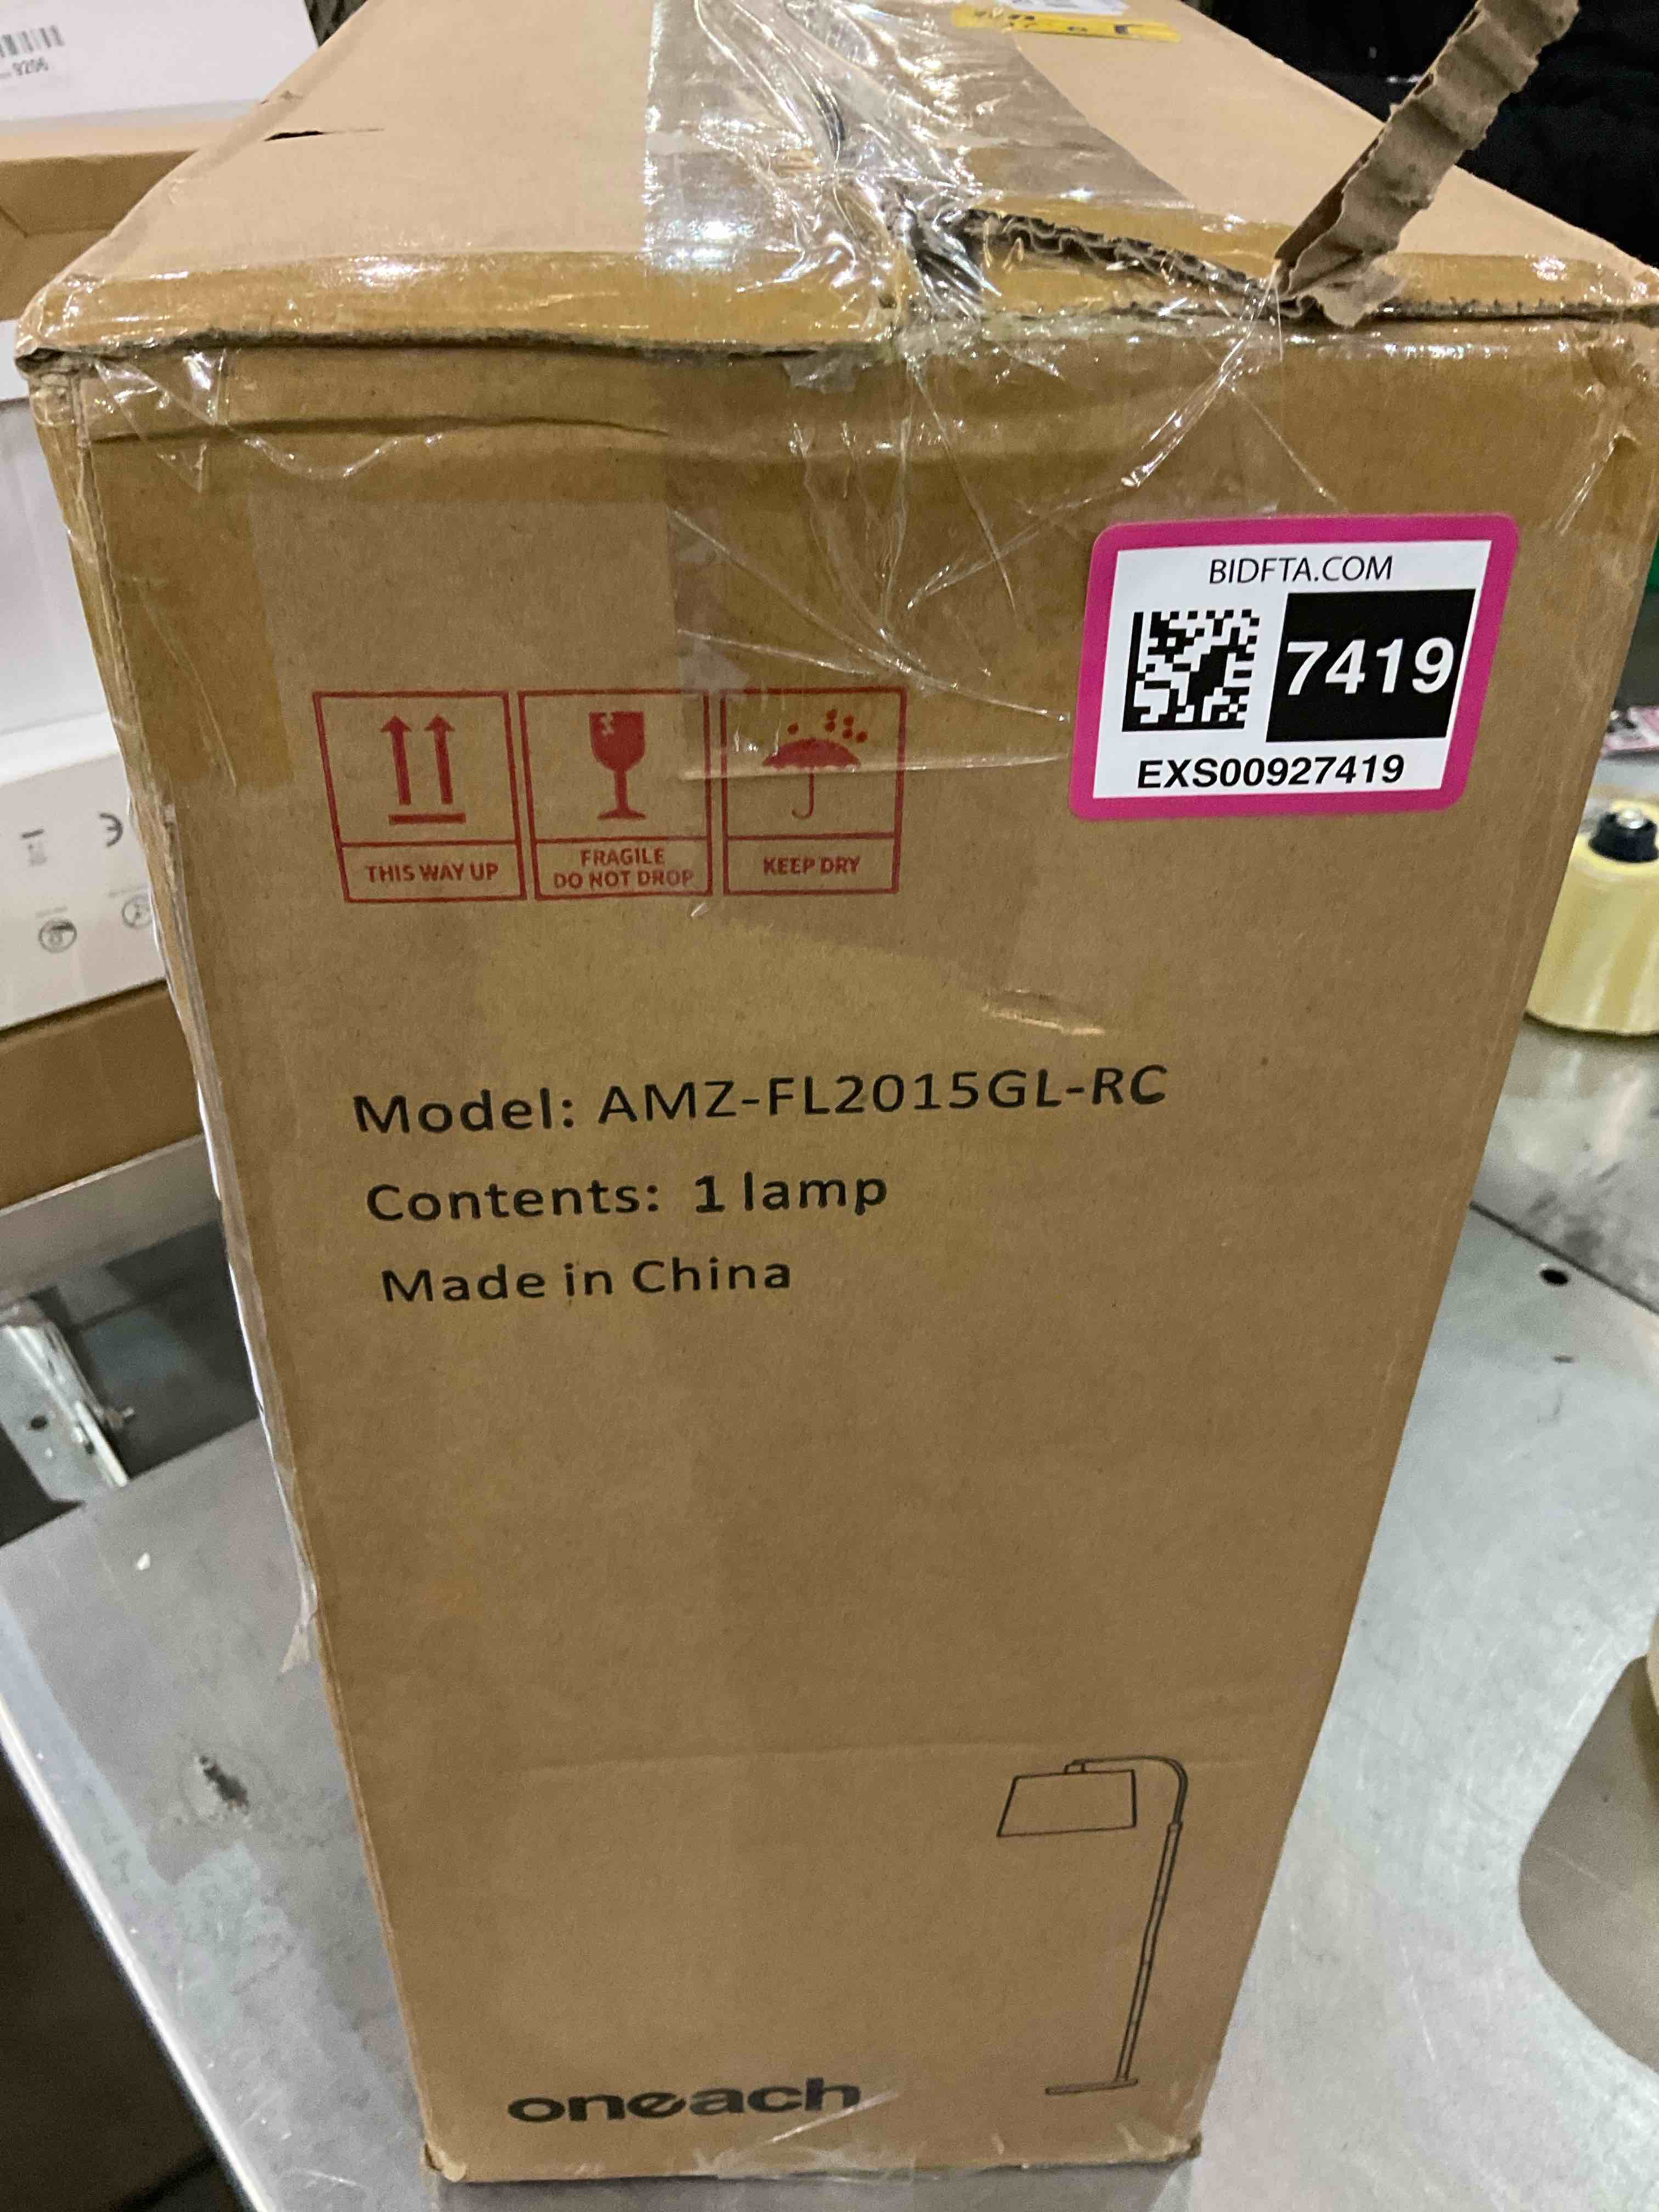 9206
BIDFTA.COM
7419
EXS00927419
THIS WAY UP
FRAGILE
DO NOT DROP
KEEP DRY
Model: AMZ-FL2015GL-RC
Contents: 1 lamp
Made in China
oneach